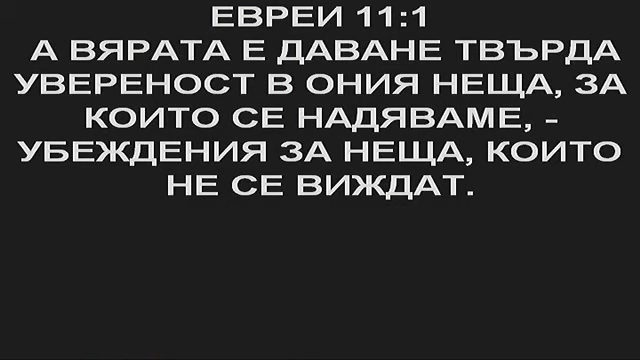 ЕВРЕИ 11:1
А ВЯРАТА Е ДАВАНЕ ТВЪРДА
УВЕРЕНОСТ В ОНИЯ НЕЩА, ЗА
КОИТО СЕ НАДЯВАМЕ, -
УБЕЖДЕНИЯ ЗА НЕЩА, КОИТО
НЕ СЕ ВИЖДАТ.